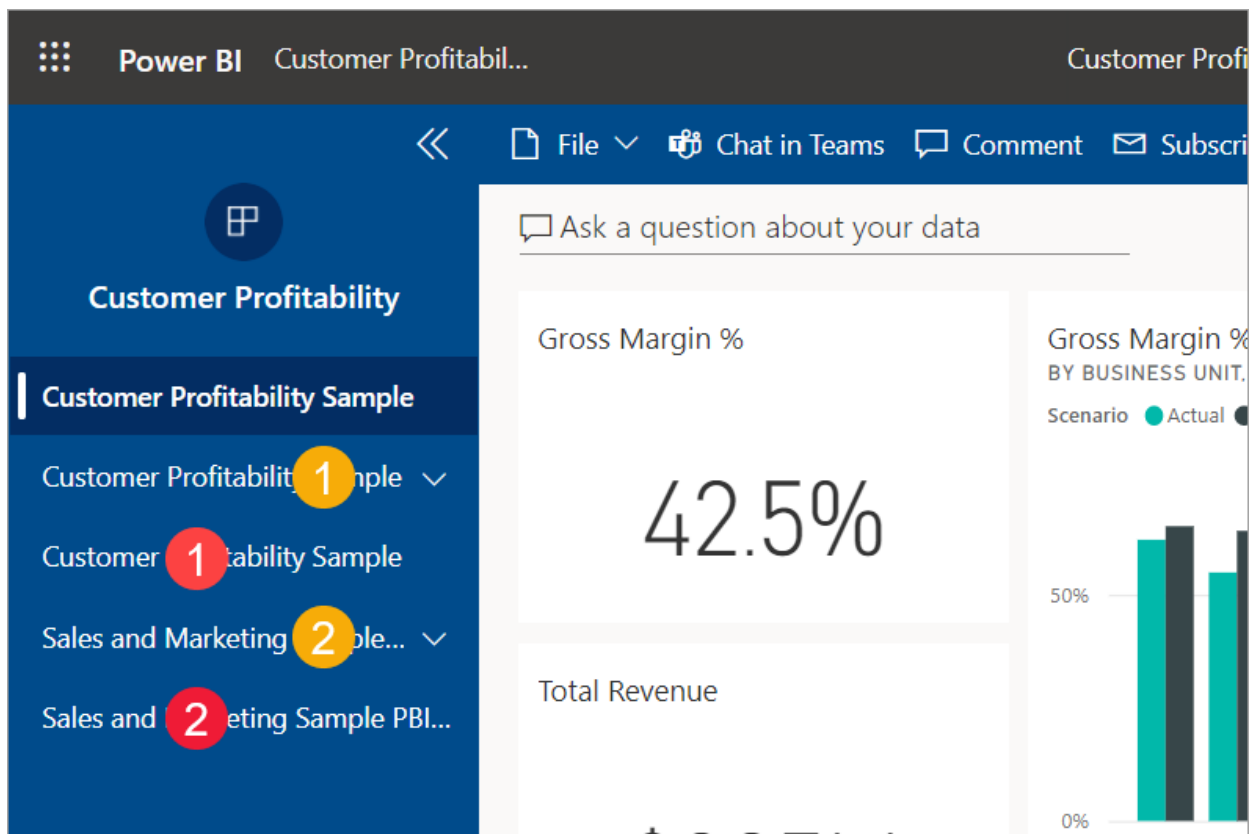 Power BI Customer Profitabil... Customer Profi
File Chat in Teams Comment Subscri
Ask a question about your data
Customer Profitability
Customer Profitability Sample
Customer Profitabilit 1 mple
Customer 1 tability Sample
Sales and Marketing 2 ple...
Sales and 2 eting Sample PBI...
Gross Margin %
42.5%
Total Revenue
Gross Margin %
BY BUSINESS UNIT,
Scenario Actual
50%
0%